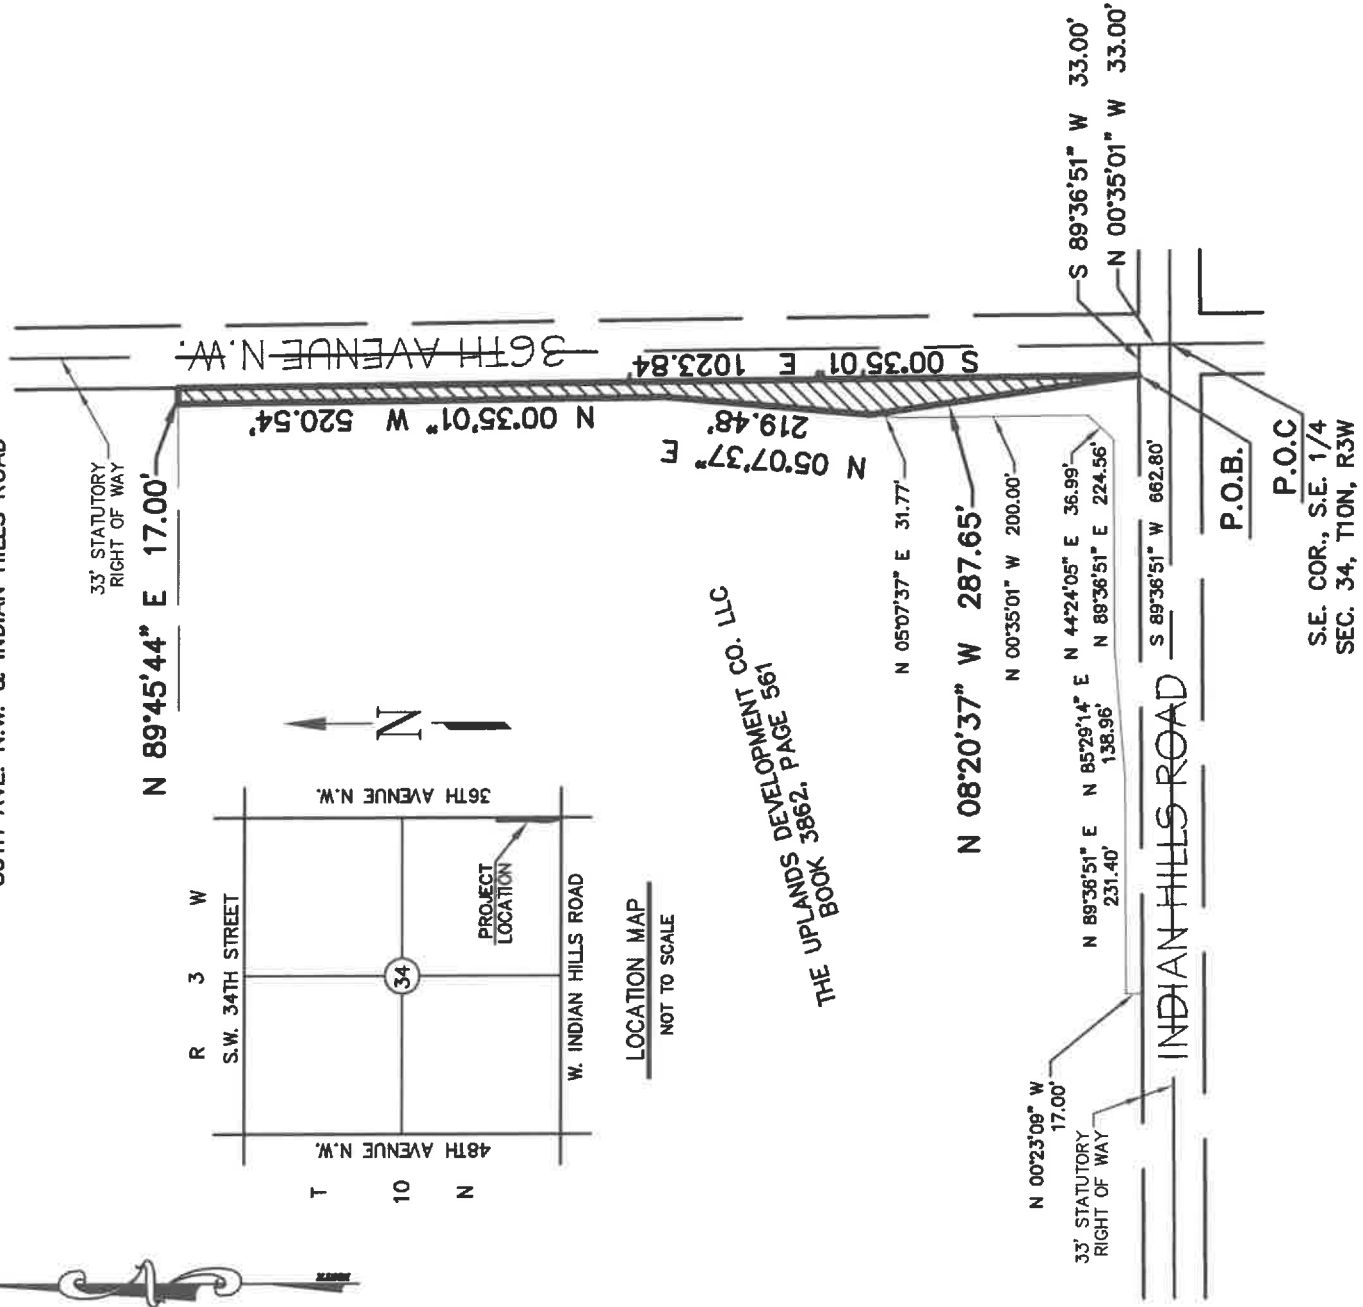 33' STATUTORY
RIGHT OF WAY
N 89°45'44" E 17.00'
36TH AVENUE N.W.
N 00°35'01" W 520.54'
S 00°35'01" E 1023.84'
N 05°07'37" E
219.48'
R 3 W
S.W. 34TH STREET
T
10
N
48TH AVENUE N.W.
36TH AVENUE N.W.
34
PROJECT
LOCATION
W. INDIAN HILLS ROAD
LOCATION MAP
NOT TO SCALE
N
THE UPLANDS DEVELOPMENT CO. LLC
BOOK 3862, PAGE 561
N 05°07'37" E 31.77'
N 08°20'37" W 287.65'
N 00°35'01" W 200.00'
N 44°24'05" E 36.99'
N 89°36'51" E 224.56'
N 85°29'14" E
138.96'
N 89°36'51" E
231.40'
N 00°23'09" W
17.00'
33' STATUTORY
RIGHT OF WAY
S 89°36'51" W 662.80'
INDIAN HILLS ROAD
S 89°36'51" W 33.00'
N 00°35'01" W 33.00'
P.O.B.
P.O.C
S.E. COR., S.E. 1/4
SEC. 34, T10N, R3W